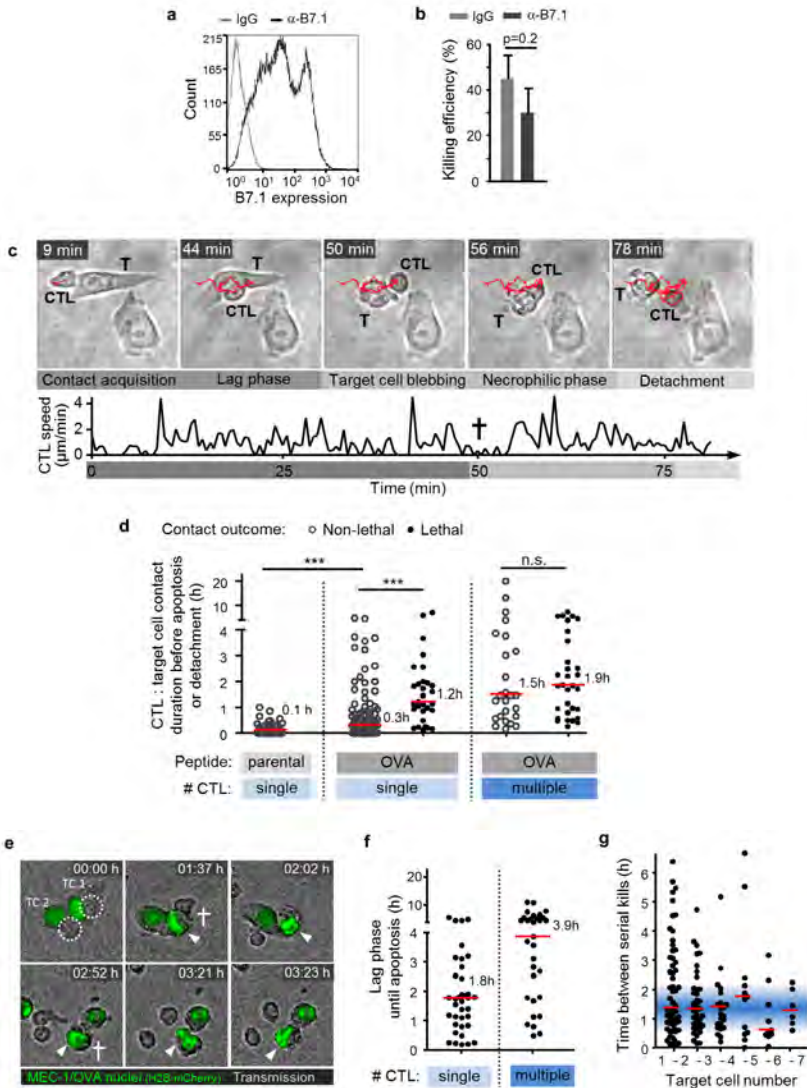 a
IgG α-B7.1
215
165
110
55
0
Count
10⁰ 10¹ 10² 10³ 10⁴
B7.1 expression
b
IgG α-B7.1
p=0.2
60
40
20
0
Killing efficiency (%)
c
9 min 44 min 50 min 56 min 78 min
T T CTL CTL
CTL CTL T T T CTL
Contact acquisition Lag phase Target cell blebbing Necrophilic phase Detachment
CTL speed
(µm/min)
4
2
0
0 25 50 75
Time (min)
d
Contact outcome: Non-lethal Lethal
*** n.s.
***
CTL : target cell contact
duration before apoptosis
or detachment (h)
20
10
4
3
2
1
0
0.1 h
0.3h
1.2h
1.5h
1.9h
Peptide: parental OVA OVA
# CTL: single single multiple
e
00:00 h 01:37 h 02:02 h
TC 1
TC 2
02:52 h 03:21 h 03:23 h
MEC-1/OVA nuclei (H2B-mCherry) Transmission
f
Lag phase
until apoptosis (h)
20
10
4
3
2
1
0
1.8h
3.9h
# CTL: single multiple
g
Time between serial kills (h)
6
5
4
3
2
1
0
1 - 2 - 3 - 4 - 5 - 6 - 7
Target cell number